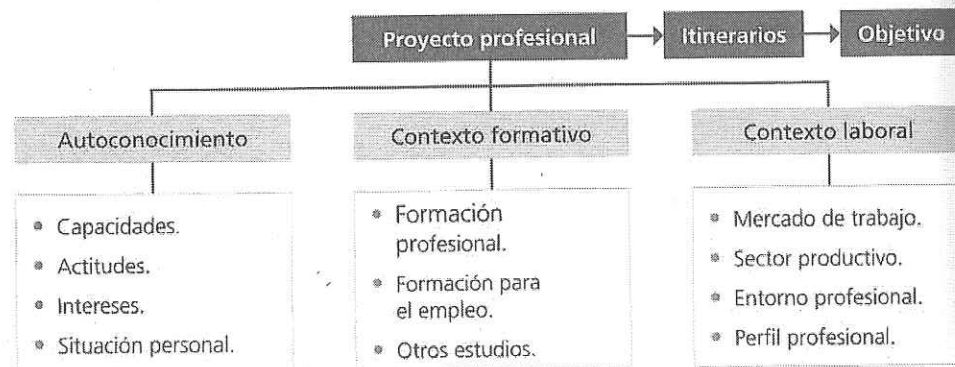 Proyecto profesional
Itinerarios
Objetivo
Autoconocimiento
Contexto formativo
Contexto laboral
Capacidades.
Actitudes.
Intereses.
Situación personal.
Formación
profesional.
Formación para
el empleo.
Otros estudios.
Mercado de trabajo.
Sector productivo.
Entorno profesional.
Perfil profesional.